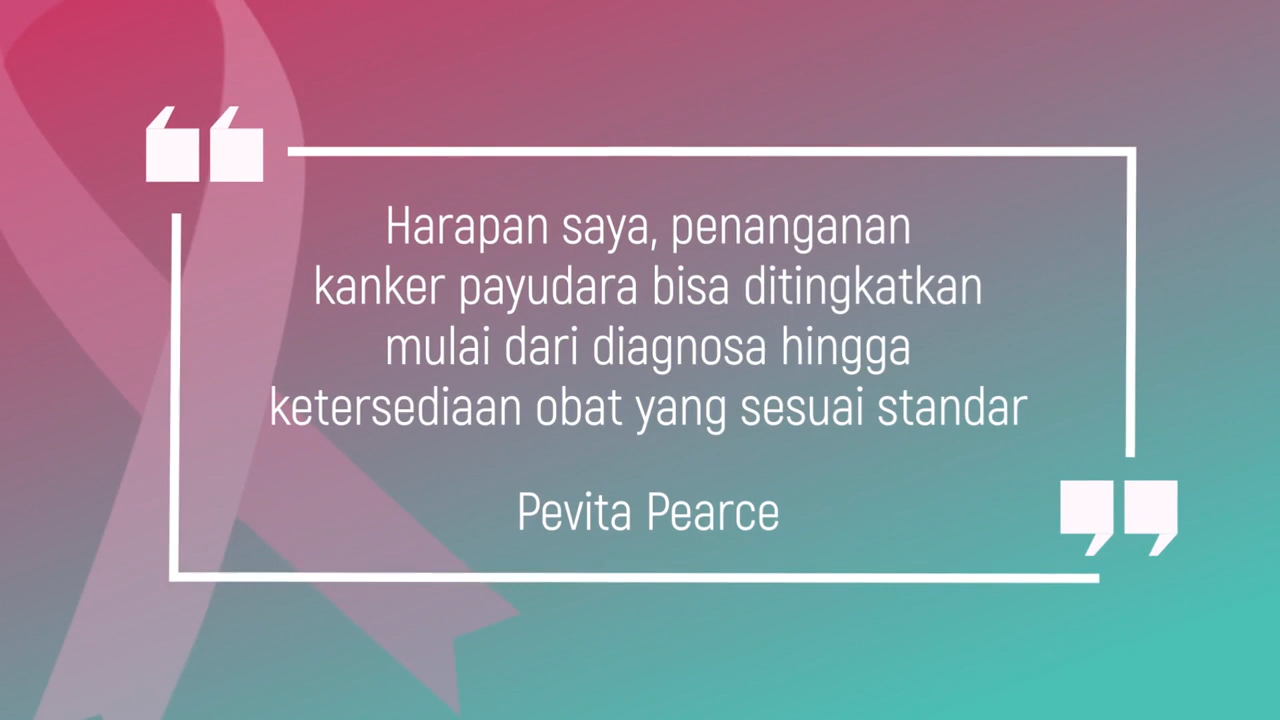 Harapan saya, penanganan
kanker payudara bisa ditingkatkan
mulai dari diagnosa hingga
ketersediaan obat yang sesuai standar
Pevita Pearce